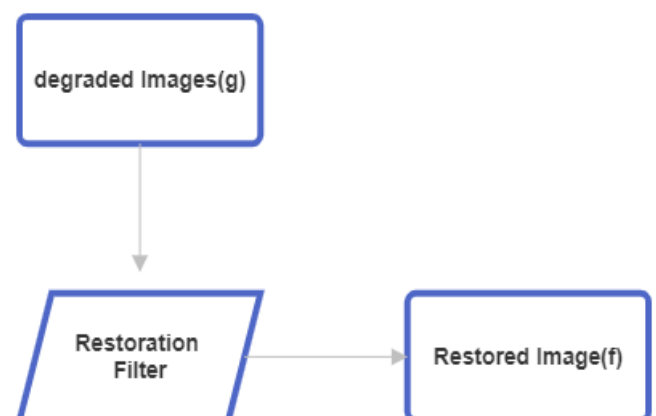 degraded Images(g)
Restoration
Filter
Restored Image(f)